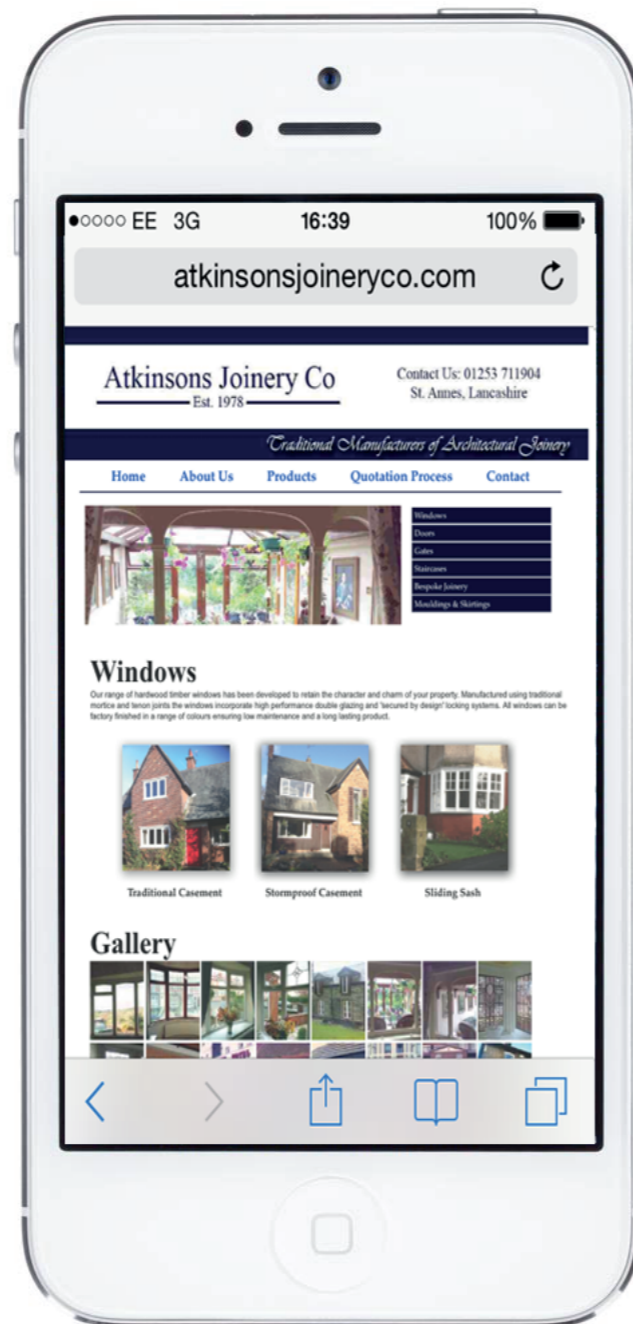 EE 3G 16:39 100%
atkinsonsjoineryco.com
Atkinsons Joinery Co
Est. 1978
Contact Us: 01253 711904
St. Annes, Lancashire
Traditional Manufacturers of Architectural Joinery
Home About Us Products Quotation Process Contact
Windows
Doors
Gates
Staircases
Bespoke Joinery
Mouldings & Skirtings
Windows
Our range of hardwood timber windows has been developed to retain the character and charm of your property. Manufactured using traditional
mortice and tenon joints the windows incorporate high performance double glazing and 'secured by design' locking systems. All windows can be
factory finished in a range of colours ensuring low maintenance and a long lasting product.
Traditional Casement Stormproof Casement Sliding Sash
Gallery